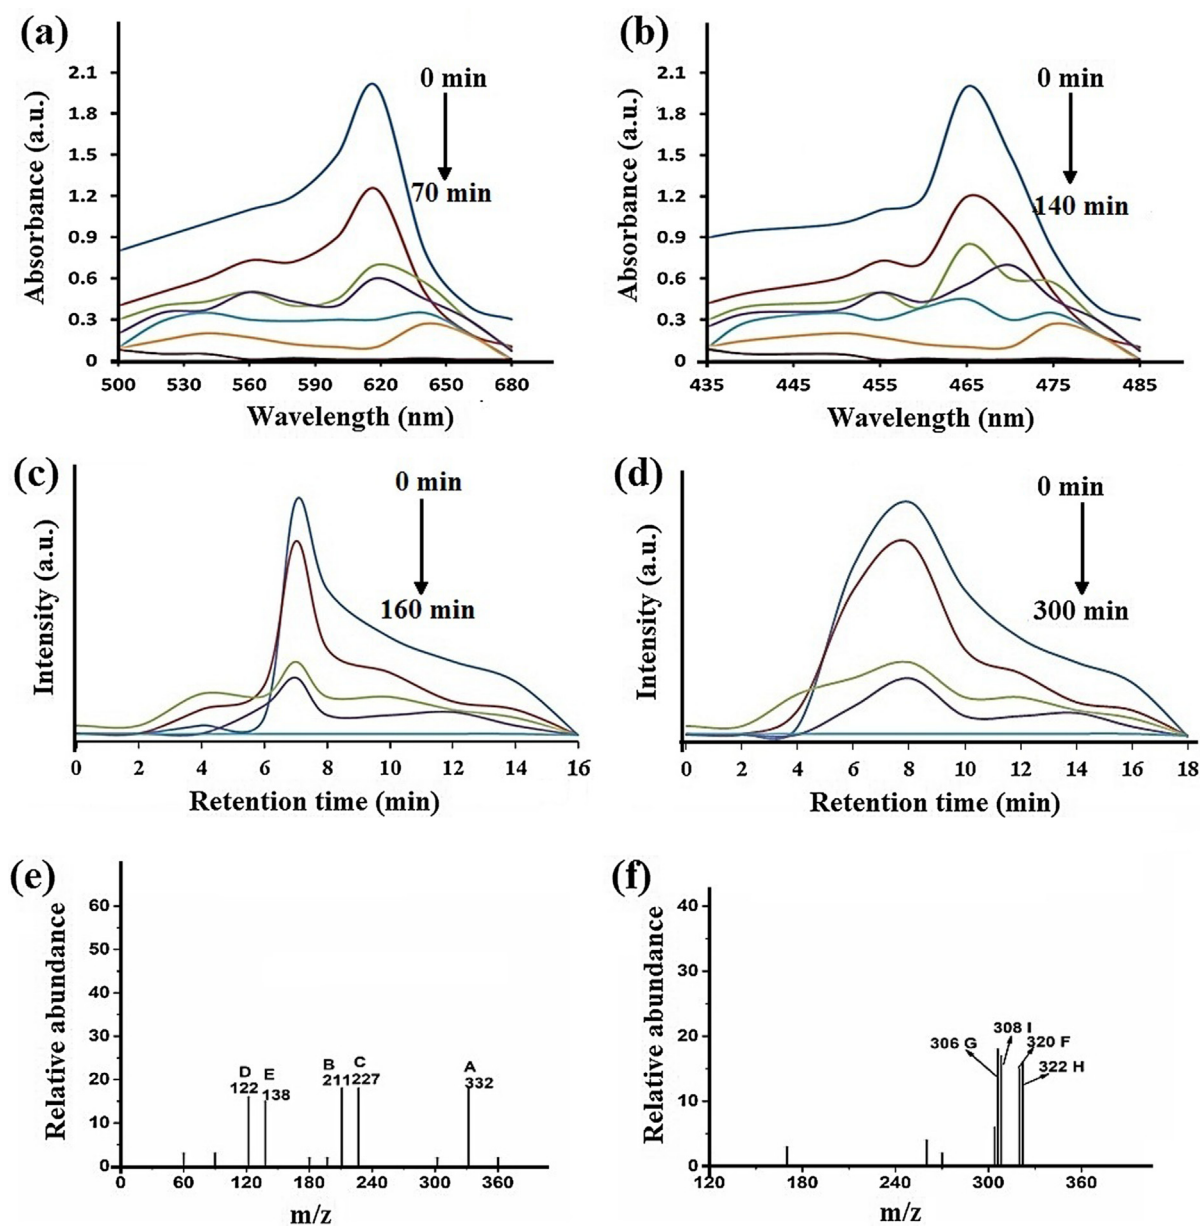 (a)
Absorbance (a.u.)
2.1
1.8
1.5
1.2
0.9
0.6
0.3
0
0 min
70 min
500 530 560 590 620 650 680
Wavelength (nm)
(b)
Absorbance (a.u.)
2.1
1.8
1.5
1.2
0.9
0.6
0.3
0
0 min
140 min
435 445 455 465 475 485
Wavelength (nm)
(c)
Intensity (a.u.)
0 min
160 min
0 2 4 6 8 10 12 14 16
Retention time (min)
(d)
Intensity (a.u.)
0 min
300 min
0 2 4 6 8 10 12 14 16 18
Retention time (min)
(e)
Relative abundance
60
50
40
30
20
10
0
D
122
E
138
B
211
C
227
A
332
0 60 120 180 240 300 360
m/z
(f)
Relative abundance
40
30
20
10
0
306 G
308 I
320 F
322 H
120 180 240 300 360
m/z